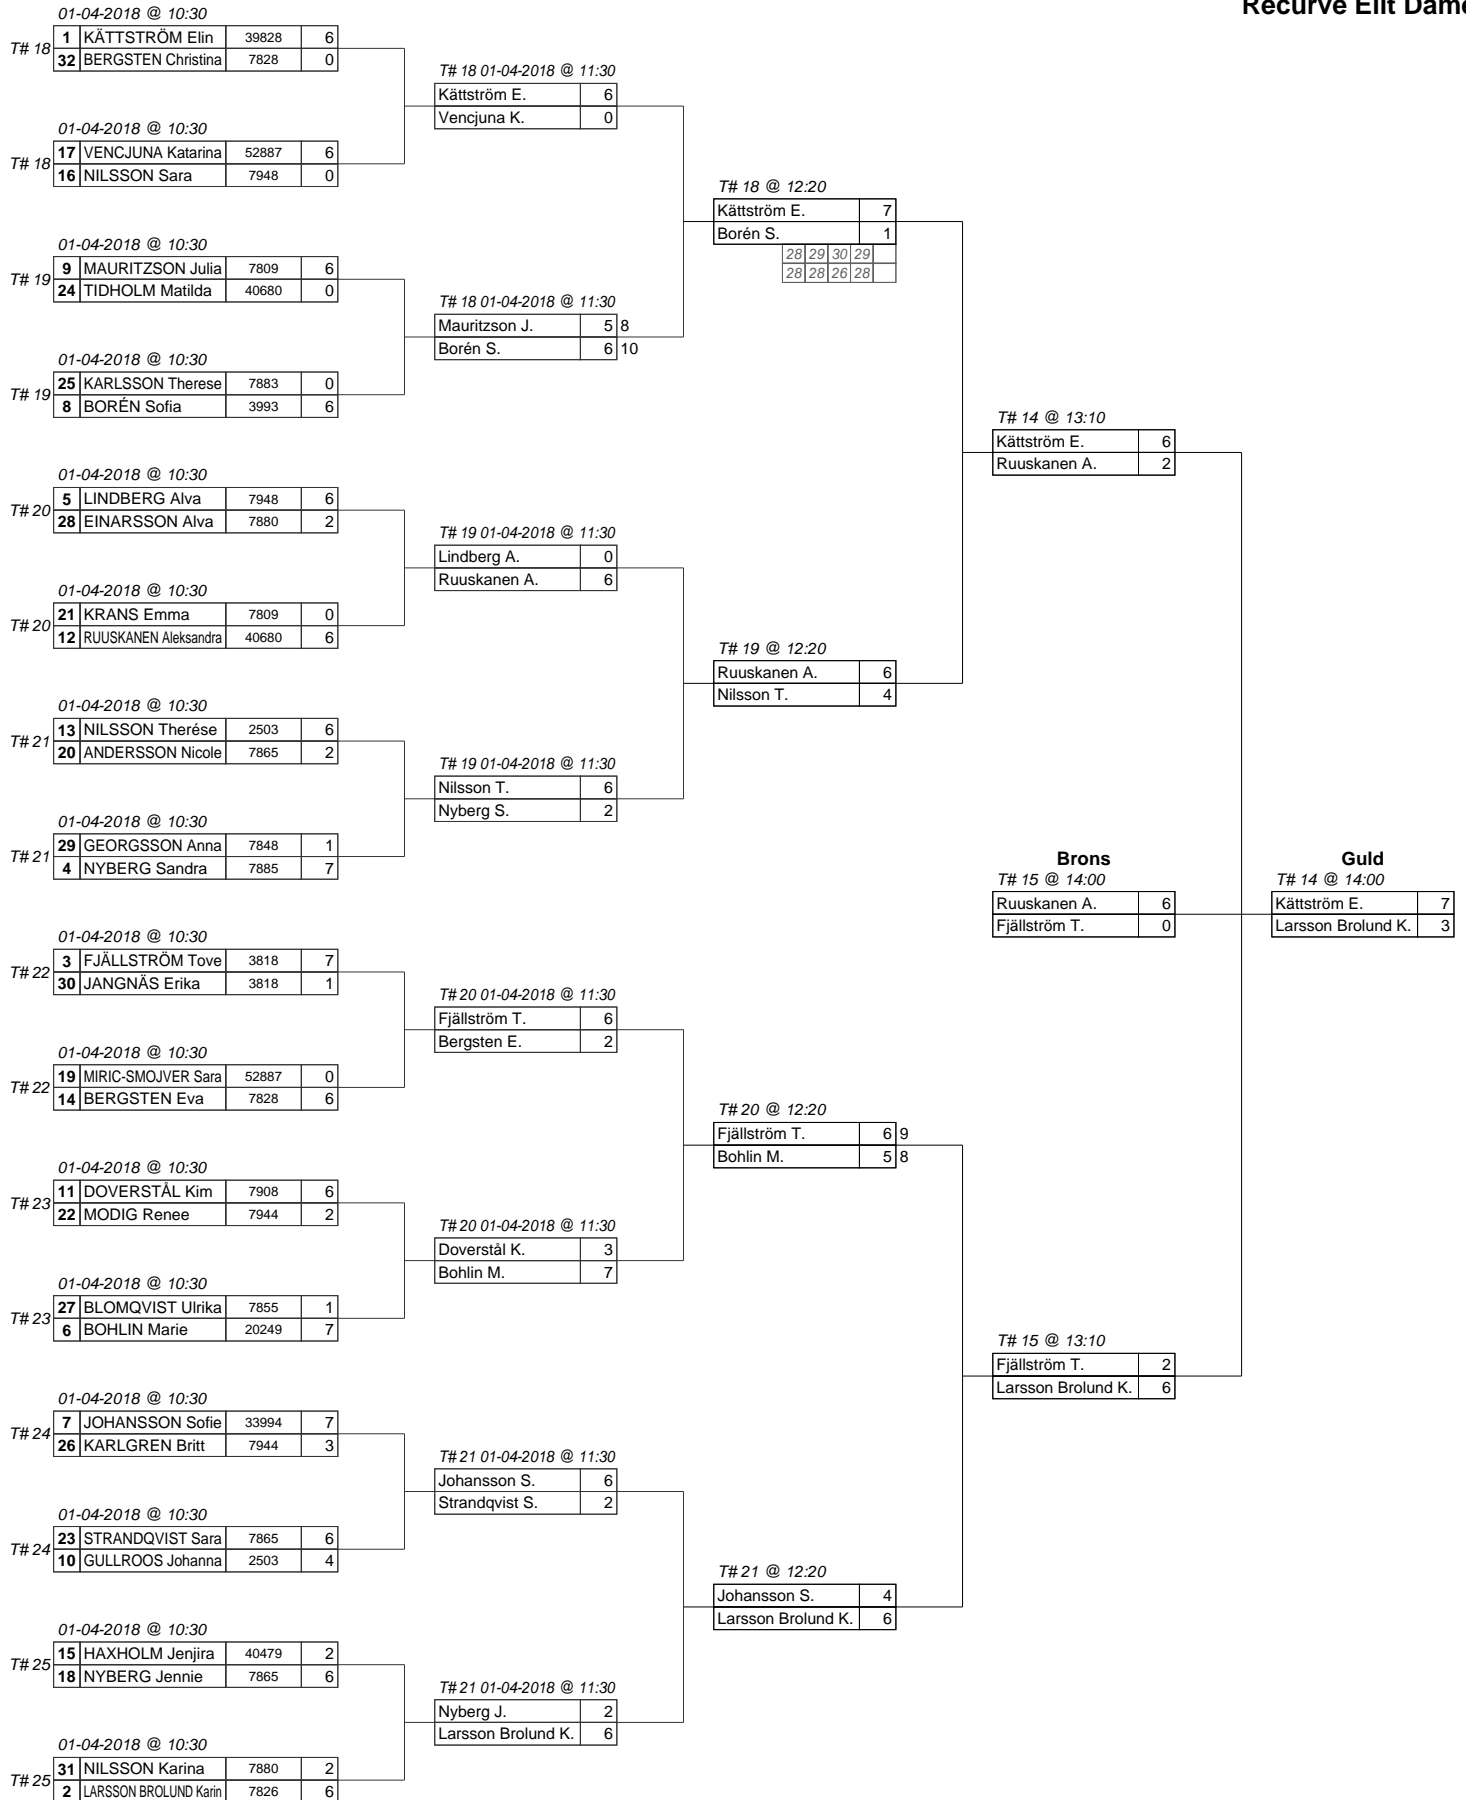 Recurve Elit Dame
01-04-2018 @ 10:30
T# 18
1 KÄTTSTRÖM Elin 39828 6
32 BERGSTEN Christina 7828 0
01-04-2018 @ 10:30
T# 18
17 VENCJUNA Katarina 52887 6
16 NILSSON Sara 7948 0
01-04-2018 @ 10:30
T# 19
9 MAURITZSON Julia 7809 6
24 TIDHOLM Matilda 40680 0
01-04-2018 @ 10:30
T# 19
25 KARLSSON Therese 7883 0
8 BORÉN Sofia 3993 6
01-04-2018 @ 10:30
T# 20
5 LINDBERG Alva 7948 6
28 EINARSSON Alva 7880 2
01-04-2018 @ 10:30
T# 20
21 KRANS Emma 7809 0
12 RUUSKANEN Aleksandra 40680 6
01-04-2018 @ 10:30
T# 21
13 NILSSON Therése 2503 6
20 ANDERSSON Nicole 7865 2
01-04-2018 @ 10:30
T# 21
29 GEORGSSON Anna 7848 1
4 NYBERG Sandra 7885 7
01-04-2018 @ 10:30
T# 22
3 FJÄLLSTRÖM Tove 3818 7
30 JANGNÄS Erika 3818 1
01-04-2018 @ 10:30
T# 22
19 MIRIC-SMOJVER Sara 52887 0
14 BERGSTEN Eva 7828 6
01-04-2018 @ 10:30
T# 23
11 DOVERSTÅL Kim 7908 6
22 MODIG Renee 7944 2
01-04-2018 @ 10:30
T# 23
27 BLOMQVIST Ulrika 7855 1
6 BOHLIN Marie 20249 7
01-04-2018 @ 10:30
T# 24
7 JOHANSSON Sofie 33994 7
26 KARLGREN Britt 7944 3
01-04-2018 @ 10:30
T# 24
23 STRANDQVIST Sara 7865 6
10 GULLROOS Johanna 2503 4
01-04-2018 @ 10:30
T# 25
15 HAXHOLM Jenjira 40479 2
18 NYBERG Jennie 7865 6
01-04-2018 @ 10:30
T# 25
31 NILSSON Karina 7880 2
2 LARSSON BROLUND Karin 7826 6
T# 18 01-04-2018 @ 11:30
Kättström E. 6
Vencjuna K. 0
T# 18 01-04-2018 @ 11:30
Mauritzson J. 5 8
Borén S. 6 10
T# 19 01-04-2018 @ 11:30
Lindberg A. 0
Ruuskanen A. 6
T# 19 01-04-2018 @ 11:30
Nilsson T. 6
Nyberg S. 2
T# 20 01-04-2018 @ 11:30
Fjällström T. 6
Bergsten E. 2
T# 20 01-04-2018 @ 11:30
Doverstål K. 3
Bohlin M. 7
T# 21 01-04-2018 @ 11:30
Johansson S. 6
Strandqvist S. 2
T# 21 01-04-2018 @ 11:30
Nyberg J. 2
Larsson Brolund K. 6
T# 18 @ 12:20
Kättström E. 7
Borén S. 1
28 29 30 29
28 28 26 28
T# 19 @ 12:20
Ruuskanen A. 6
Nilsson T. 4
T# 20 @ 12:20
Fjällström T. 6 9
Bohlin M. 5 8
T# 21 @ 12:20
Johansson S. 4
Larsson Brolund K. 6
T# 14 @ 13:10
Kättström E. 6
Ruuskanen A. 2
Brons
T# 15 @ 14:00
Ruuskanen A. 6
Fjällström T. 0
T# 15 @ 13:10
Fjällström T. 2
Larsson Brolund K. 6
Guld
T# 14 @ 14:00
Kättström E. 7
Larsson Brolund K. 3